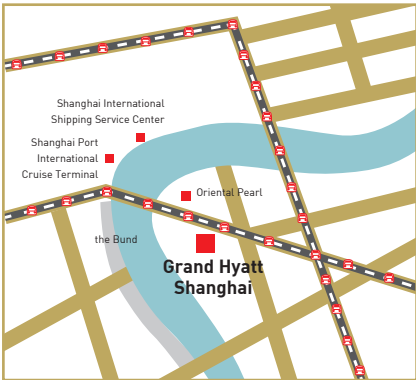 Shanghai International
Shipping Service Center
Shanghai Port
International
Cruise Terminal
Oriental Pearl
the Bund
Grand Hyatt
Shanghai